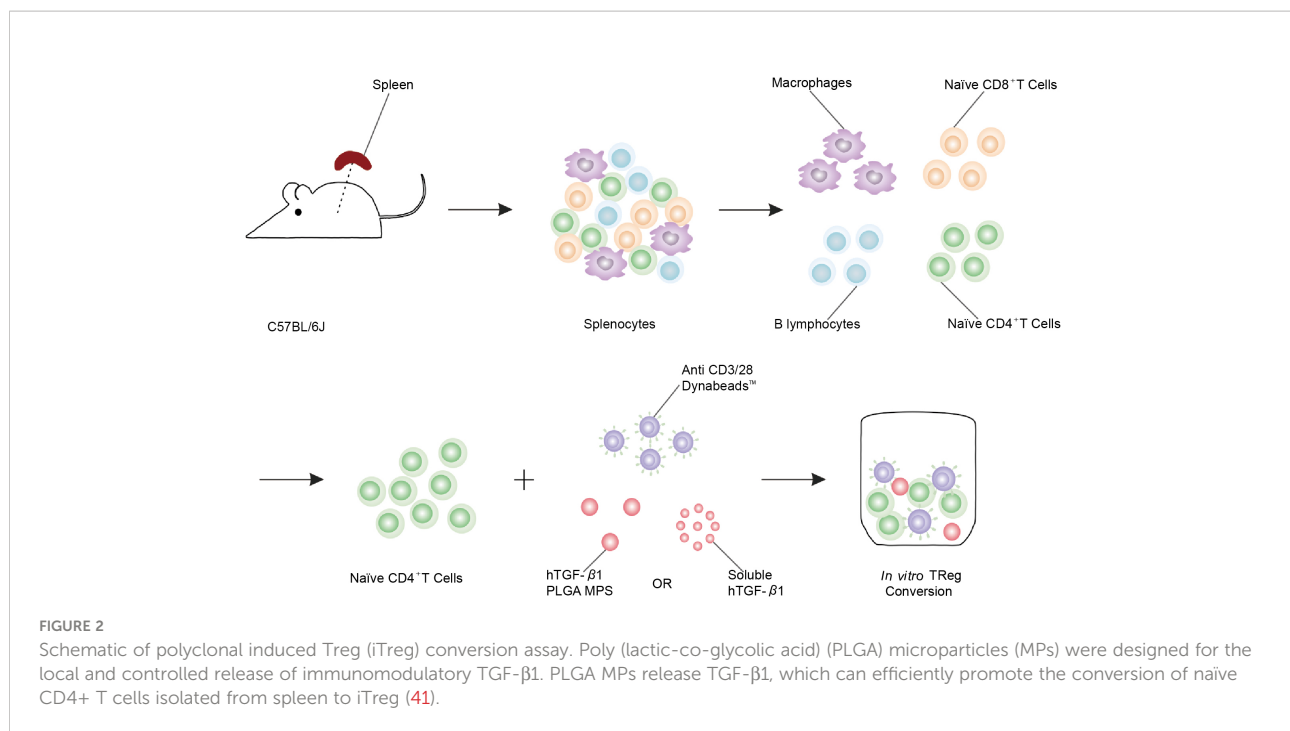 Spleen
Macrophages
Naïve CD8⁺T Cells
C57BL/6J
Splenocytes
B lymphocytes
Naïve CD4⁺T Cells
Anti CD3/28
Dynabeads™
+
Naïve CD4⁺T Cells
hTGF-β1
PLGA MPS
OR
Soluble
hTGF-β1
In vitro TReg
Conversion
FIGURE 2
Schematic of polyclonal induced Treg (iTreg) conversion assay. Poly (lactic-co-glycolic acid) (PLGA) microparticles (MPs) were designed for the
local and controlled release of immunomodulatory TGF-β1. PLGA MPs release TGF-β1, which can efficiently promote the conversion of naïve
CD4+ T cells isolated from spleen to iTreg (41).